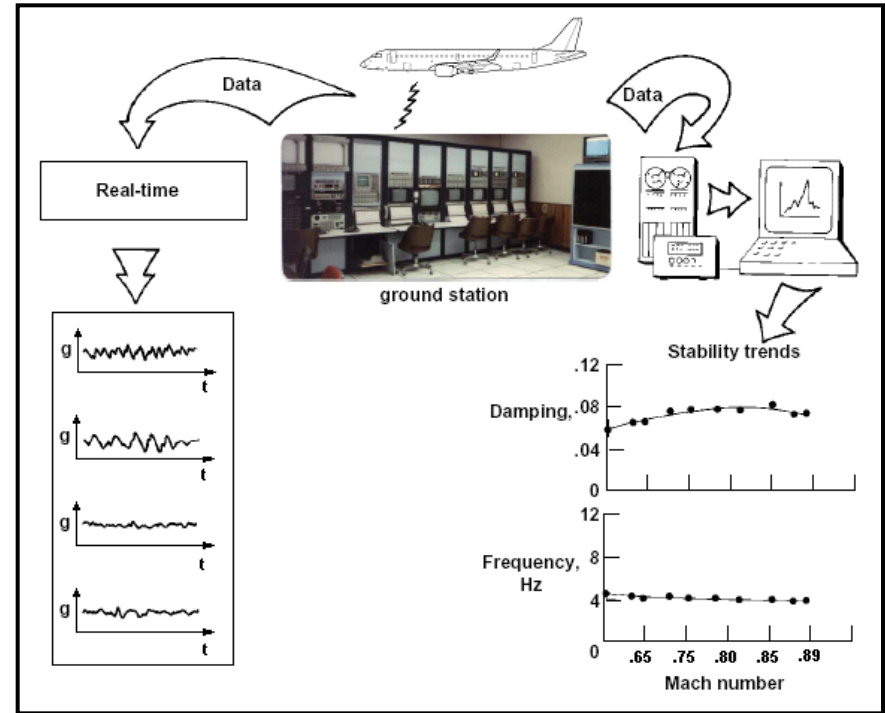 Data
Data
Real-time
ground station
g
t
g
t
g
t
g
t
Stability trends
.12
Damping, .08
.04
0
12
Frequency, 8
Hz
4
0
.65 .75 .80 .85 .89
Mach number